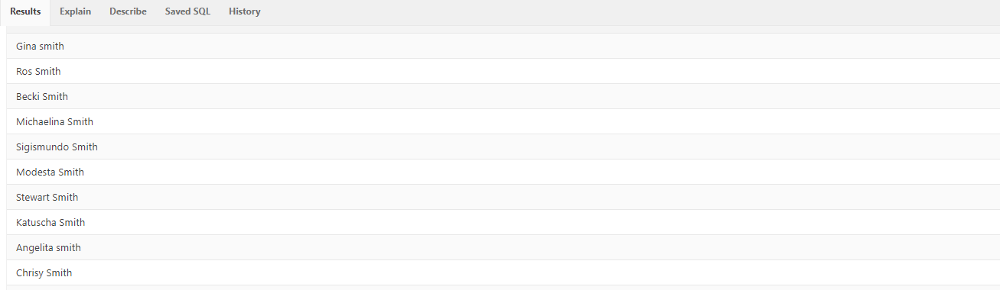 Results Explain Describe Saved SQL History
Gina smith
Ros Smith
Becki Smith
Michaelina Smith
Sigismundo Smith
Modesta Smith
Stewart Smith
Katuscha Smith
Angelita smith
Chrisy Smith